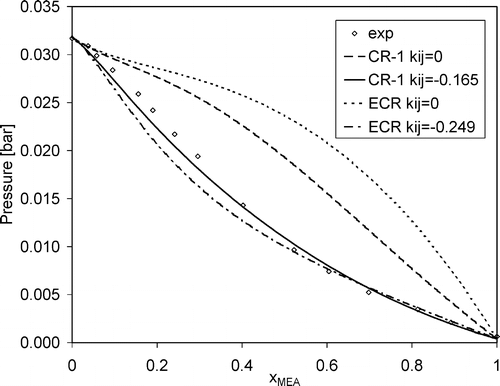 0.035
0.030
0.025
0.020
0.015
0.010
0.005
0.000
Pressure [bar]
exp
CR-1 kij=0
CR-1 kij=-0.165
ECR kij=0
ECR kij=-0.249
0 0.2 0.4 0.6 0.8 1
xMEA